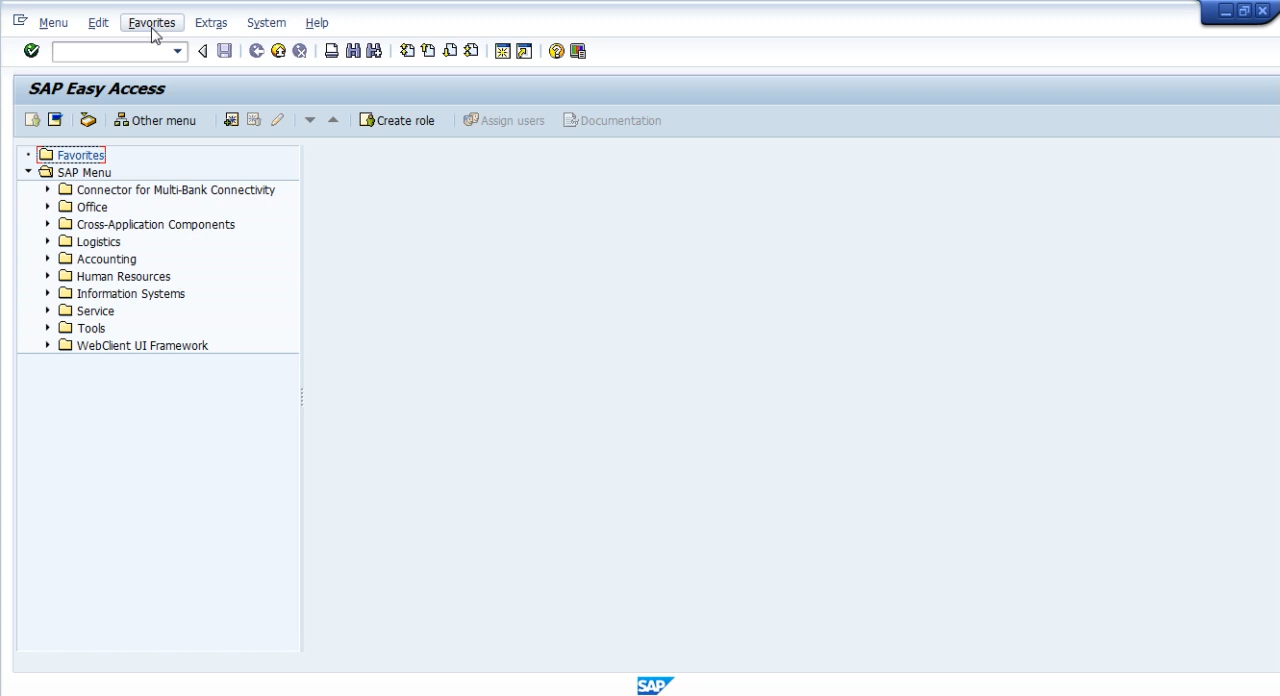 Menu Edit Favorites Extras System Help
SAP Easy Access
Other menu Create role Assign users Documentation
Favorites
SAP Menu
Connector for Multi-Bank Connectivity
Office
Cross-Application Components
Logistics
Accounting
Human Resources
Information Systems
Service
Tools
WebClient UI Framework
SAP